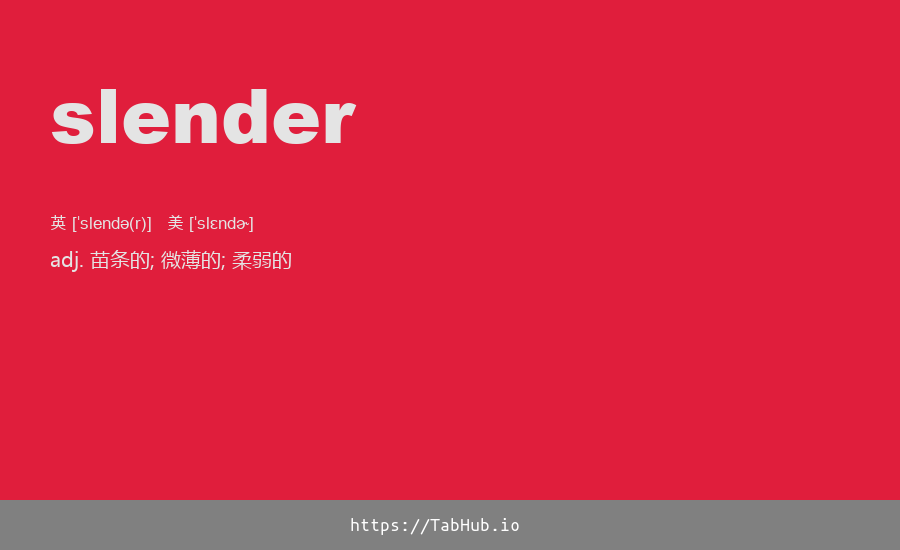 slender
英 [ˈslendə(r)] 美 [ˈslɛndɚ]
adj. 苗条的; 微薄的; 柔弱的
https://TabHub.io